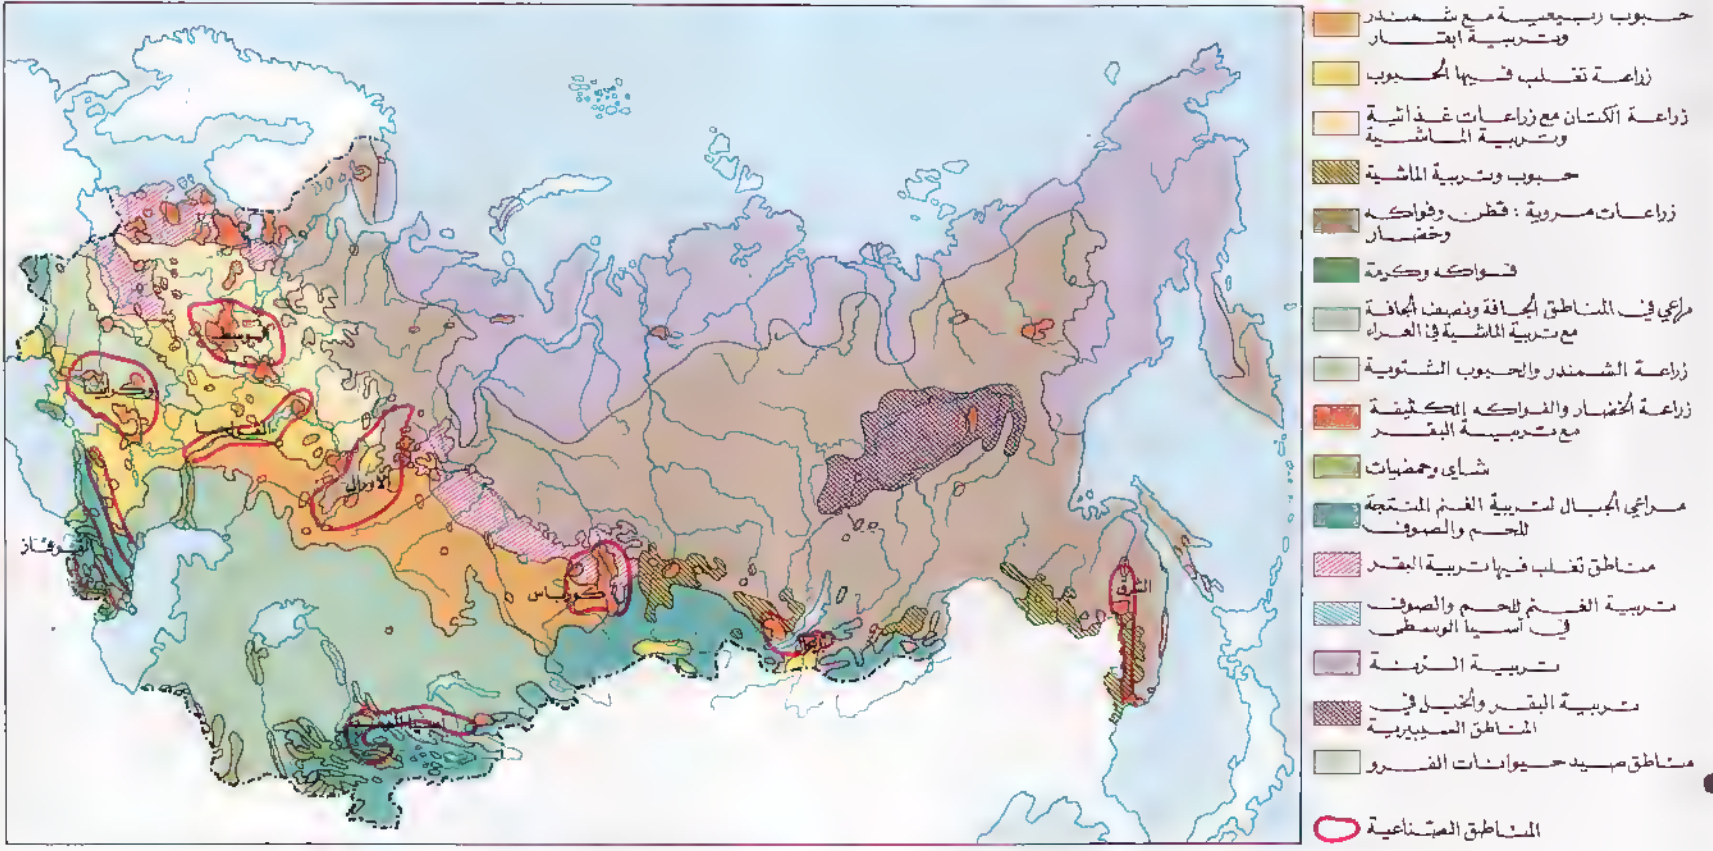 حبوب ربيعية مع شمندر
وتربية ابقار
زراعة تغلب فيها الحبوب
زراعة الكتان مع زراعات غذائية
وتربية الماشية
حبوب وتربية الماشية
زراعات مروية : قطن وفواكه
وخضار
فواكه وكرمة
مراعي في المناطق الجافة ونصف الجافة
مع تربية الماشية في العراء
زراعة الشمندر والحبوب الشتوية
زراعة الخضار والفواكه الكثيفة
مع تربية البقر
شاي وحمضيات
مراعي الجبال لتربية الغنم المنتجة
للحم والصوف
مناطق تغلب فيها تربية البقر
تربية الغنم للحم والصوف
في آسيا الوسطى
تربية الرنة
تربية البقر والخيل في
المناطق السيبيرية
مناطق صيد حيوانات الفرو
المناطق الصناعية
اوكرانيا
الاورال
كوزباس
الشرق